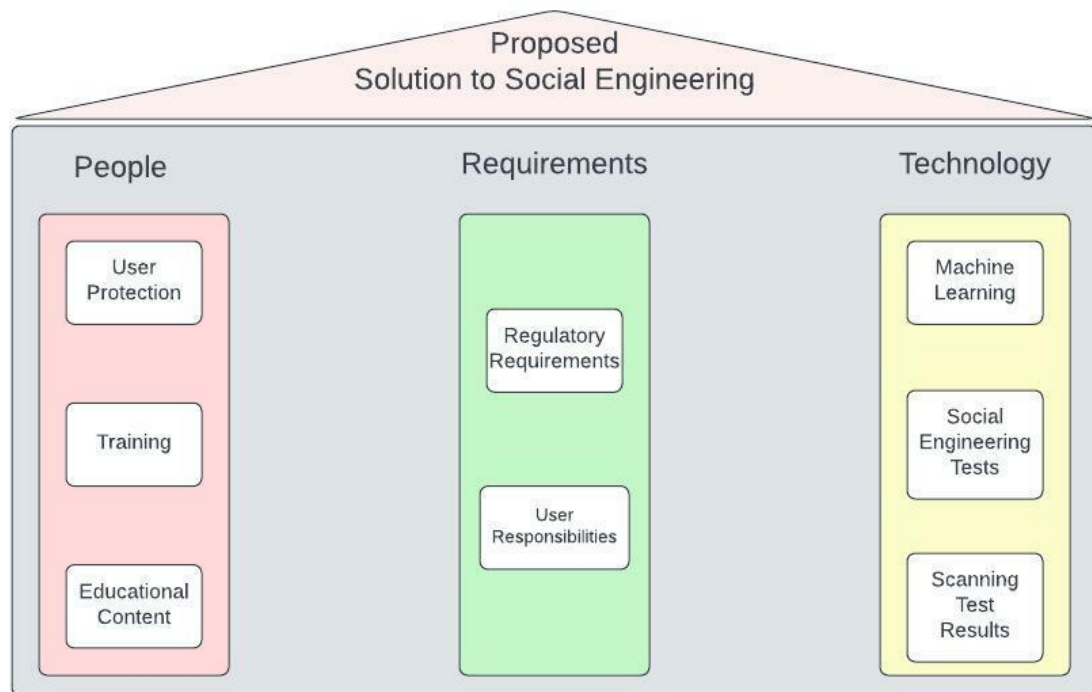 Proposed
Solution to Social Engineering
People
User
Protection
Training
Educational
Content
Requirements
Regulatory
Requirements
User
Responsibilities
Technology
Machine
Learning
Social
Engineering
Tests
Scanning
Test
Results